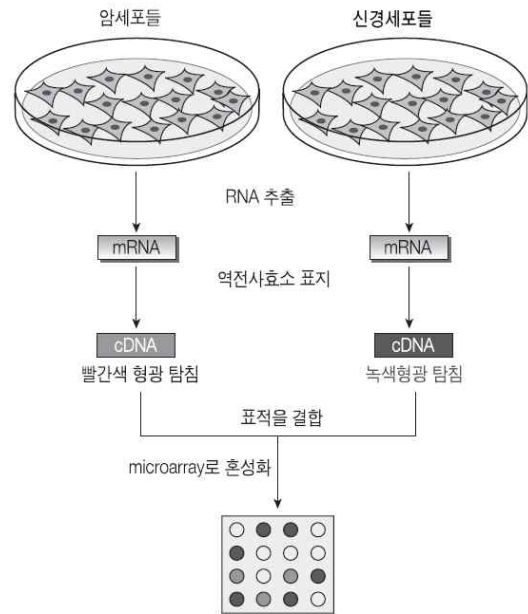 암세포들
신경세포들
RNA 추출
mRNA
mRNA
역전사효소 표지
cDNA
cDNA
빨간색 형광 탐침
녹색형광 탐침
표적을 결합
microarray로 혼성화